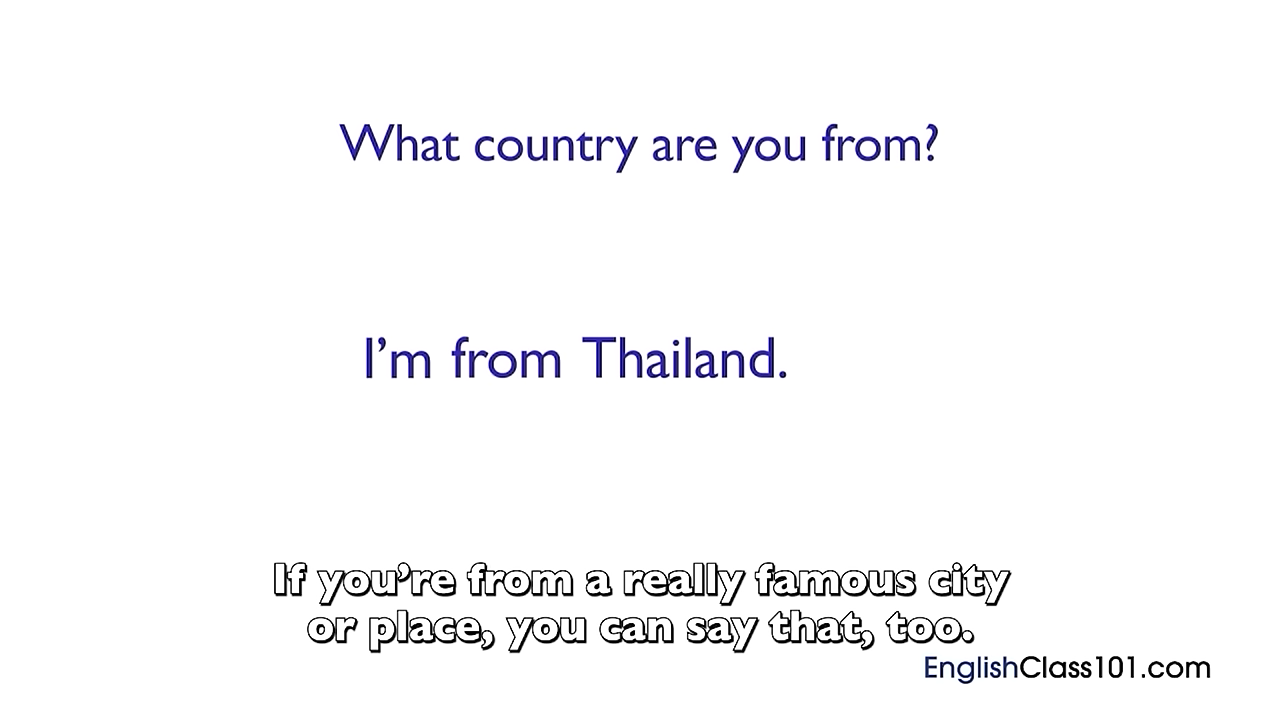 What country are you from?
I’m from Thailand.
If you’re from a really famous city
or place, you can say that, too.
EnglishClass101.com